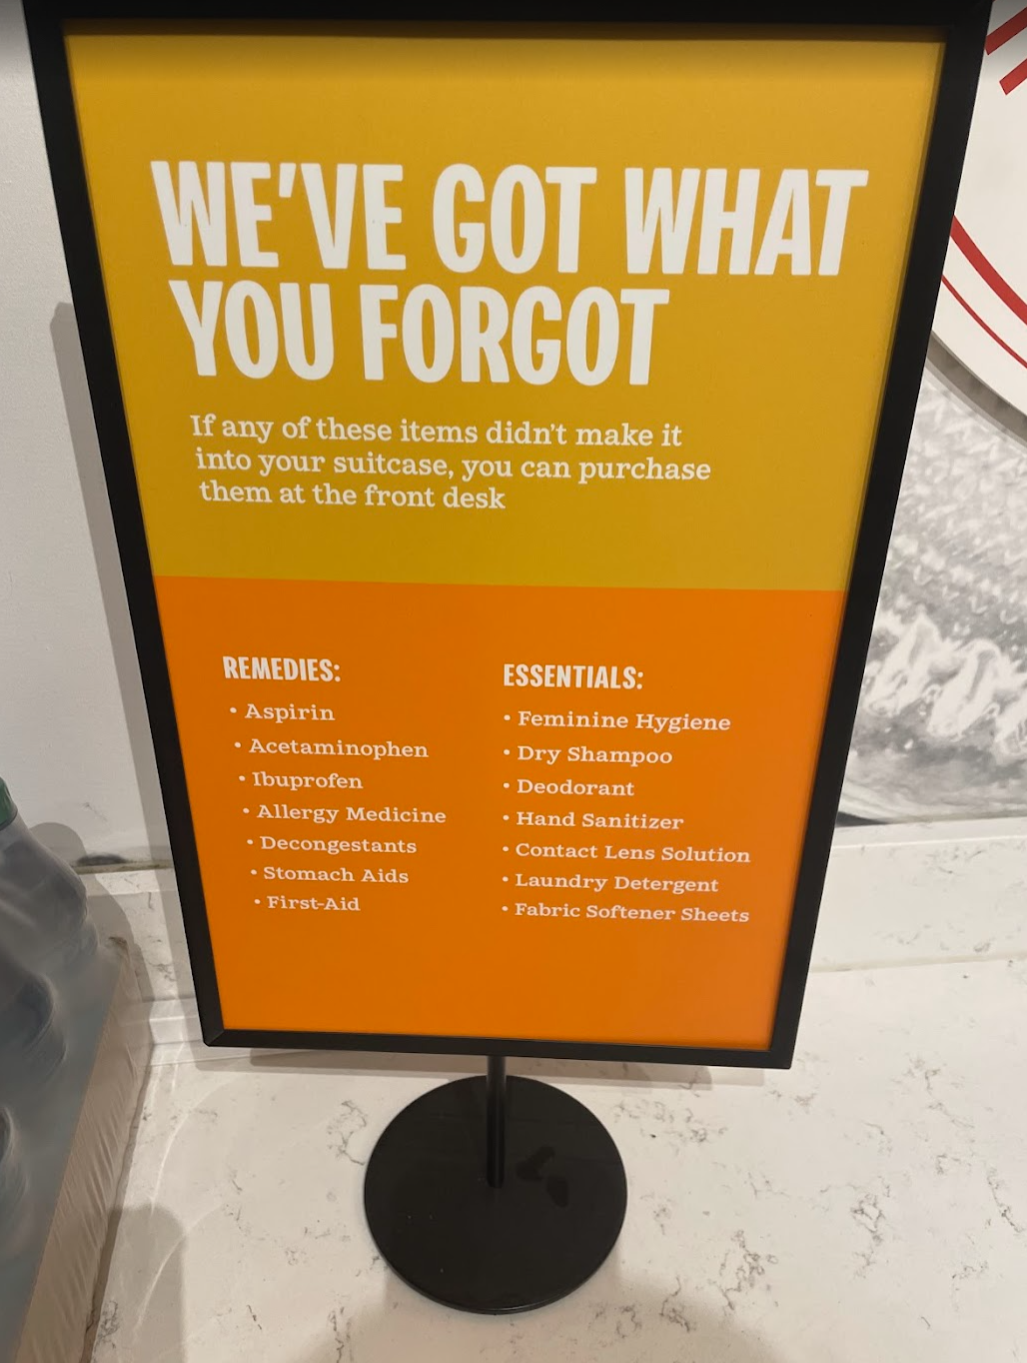 WE'VE GOT WHAT
YOU FORGOT
If any of these items didn't make it
into your suitcase, you can purchase
them at the front desk
REMEDIES:
• Aspirin
• Acetaminophen
• Ibuprofen
• Allergy Medicine
• Decongestants
• Stomach Aids
• First-Aid
ESSENTIALS:
• Feminine Hygiene
• Dry Shampoo
• Deodorant
• Hand Sanitizer
• Contact Lens Solution
• Laundry Detergent
• Fabric Softener Sheets